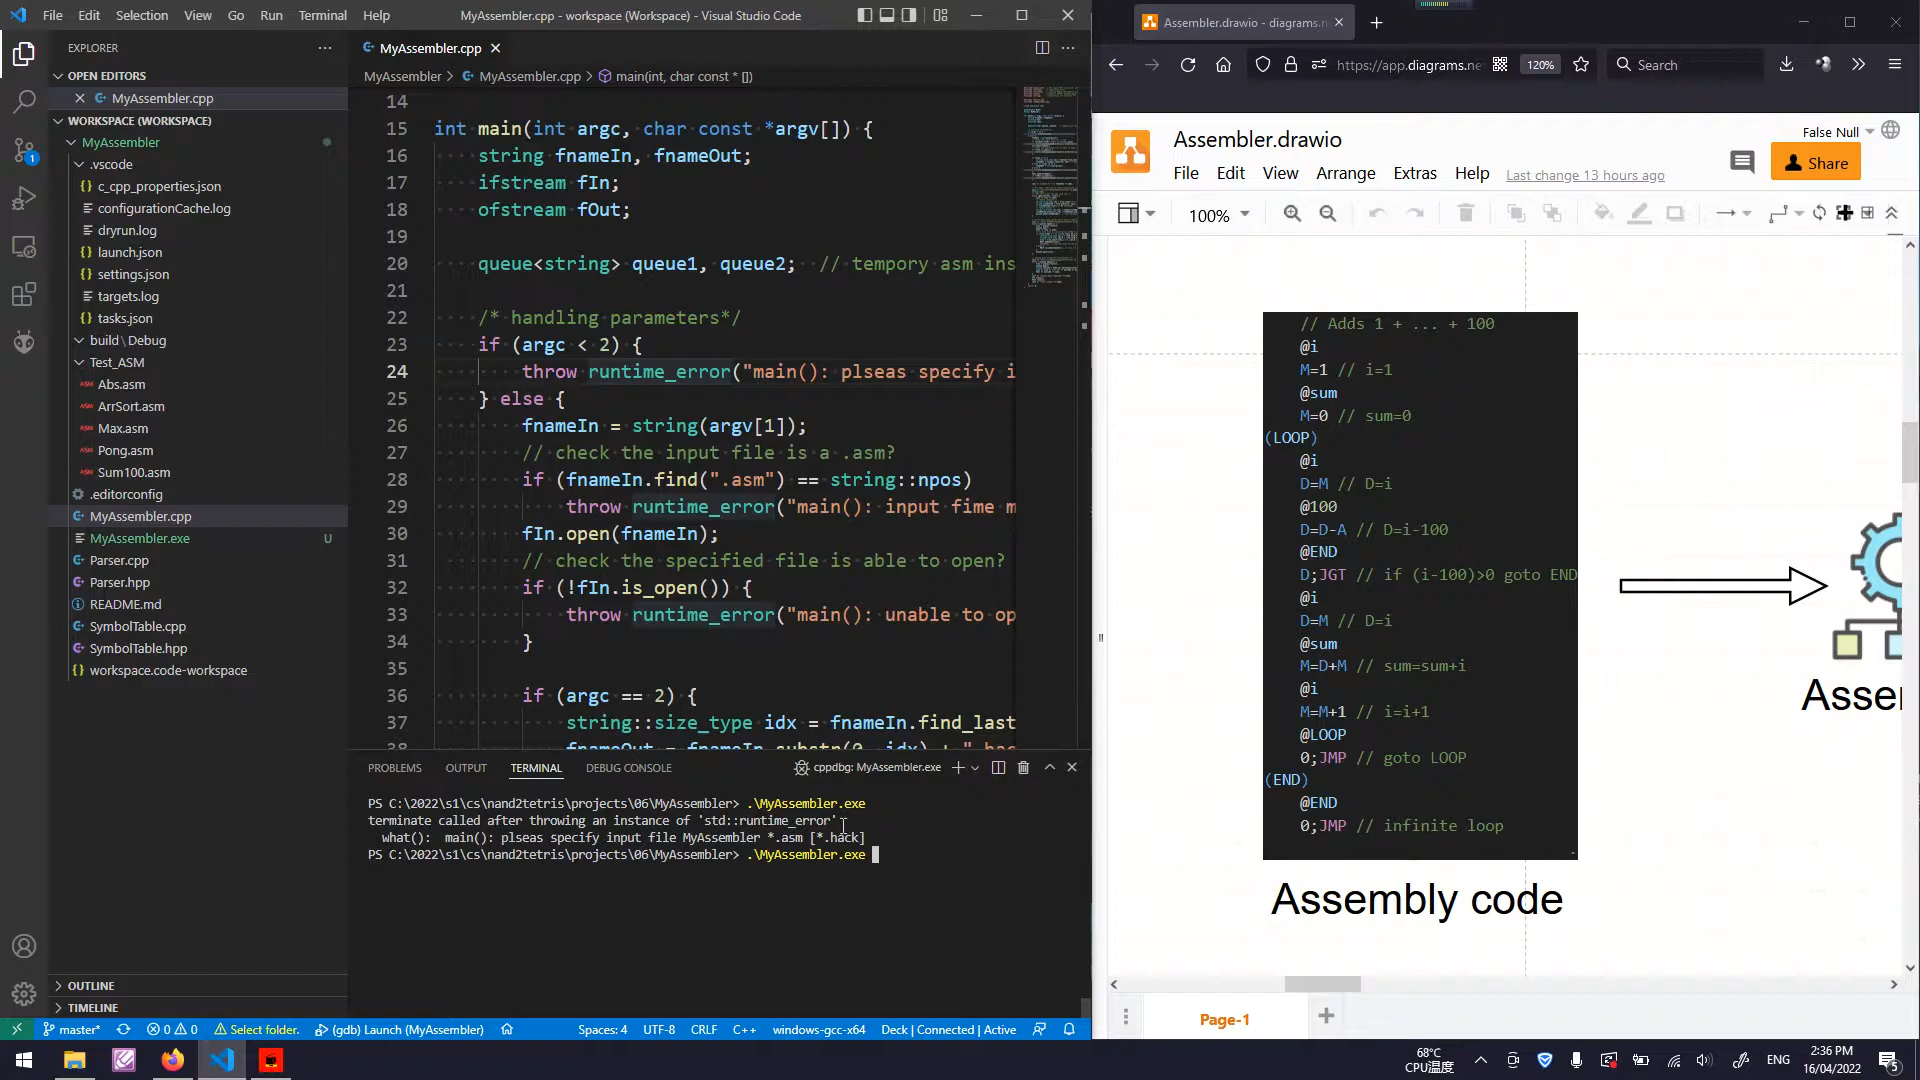 File Edit Selection View Go Run Terminal Help MyAssembler.cpp - workspace (Workspace) - Visual Studio Code
EXPLORER
OPEN EDITORS
MyAssembler.cpp
WORKSPACE (WORKSPACE)
MyAssembler
.vscode
c_cpp_properties.json
configurationCache.log
dryrun.log
launch.json
settings.json
targets.log
tasks.json
build\Debug
Test_ASM
ASM Abs.asm
ASM ArrSort.asm
ASM Max.asm
ASM Pong.asm
ASM Sum100.asm
.editorconfig
MyAssembler.cpp
MyAssembler.exe U
Parser.cpp
Parser.hpp
README.md
SymbolTable.cpp
SymbolTable.hpp
workspace.code-workspace
OUTLINE
TIMELINE
1
MyAssembler.cpp
MyAssembler > MyAssembler.cpp > main(int, char const * [])
14
15 int main(int argc, char const *argv[]) {
16 string fnameIn, fnameOut;
17 ifstream fIn;
18 ofstream fOut;
19
20 queue<string> queue1, queue2; // tempory asm ins
21
22 /* handling parameters*/
23 if (argc < 2) {
24 throw runtime_error("main(): plseas specify i
25 } else {
26 fnameIn = string(argv[1]);
27 // check the input file is a .asm?
28 if (fnameIn.find(".asm") == string::npos)
29 throw runtime_error("main(): input fime m
30 fIn.open(fnameIn);
31 // check the specified file is able to open?
32 if (!fIn.is_open()) {
33 throw runtime_error("main(): unable to op
34 }
35
36 if (argc == 2) {
37 string::size_type idx = fnameIn.find_last
38 fnameOut = fnameIn.substr(0, idx) + ".hac
PROBLEMS OUTPUT TERMINAL DEBUG CONSOLE cppdbg: MyAssembler.exe
PS C:\2022\s1\cs\nand2tetris\projects\06\MyAssembler> .\MyAssembler.exe
terminate called after throwing an instance of 'std::runtime_error'
what(): main(): plseas specify input file MyAssembler *.asm [*.hack]
PS C:\2022\s1\cs\nand2tetris\projects\06\MyAssembler> .\MyAssembler.exe
master* 0 0 Select folder. (gdb) Launch (MyAssembler) Spaces: 4 UTF-8 CRLF C++ windows-gcc-x64 Deck | Connected | Active
Assembler.drawio - diagrams.n
https://app.diagrams.ne 120% Search
Assembler.drawio
False Null
File Edit View Arrange Extras Help Last change 13 hours ago
Share
100%
// Adds 1 + ... + 100
@i
M=1 // i=1
@sum
M=0 // sum=0
(LOOP)
@i
D=M // D=i
@100
D=D-A // D=i-100
@END
D;JGT // if (i-100)>0 goto END
@i
D=M // D=i
@sum
M=D+M // sum=sum+i
@i
M=M+1 // i=i+1
@LOOP
0;JMP // goto LOOP
(END)
@END
0;JMP // infinite loop
Assembly code
Assem
Page-1
68°C
CPU温度
ENG
2:36 PM
16/04/2022
5